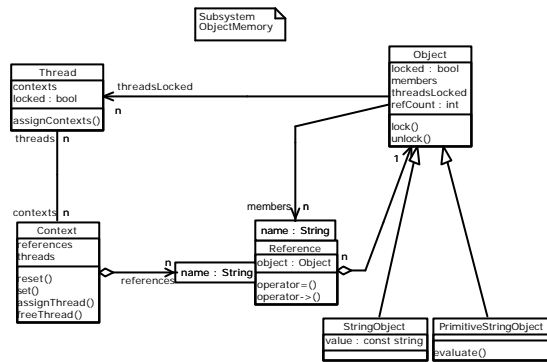 Subsystem
ObjectMemory
Object
locked : bool
members
threadsLocked
refCount : int
lock()
unlock()
Thread
contexts
locked : bool
assignContexts()
threadsLocked
n
threads n
1
contexts n
members n
Context
references
threads
reset()
set()
assignThread()
freeThread()
n
references
name : String
name : String
Reference
object : Object
operator=()
operator->()
n
StringObject
value : const string
PrimitiveStringObject
evaluate()